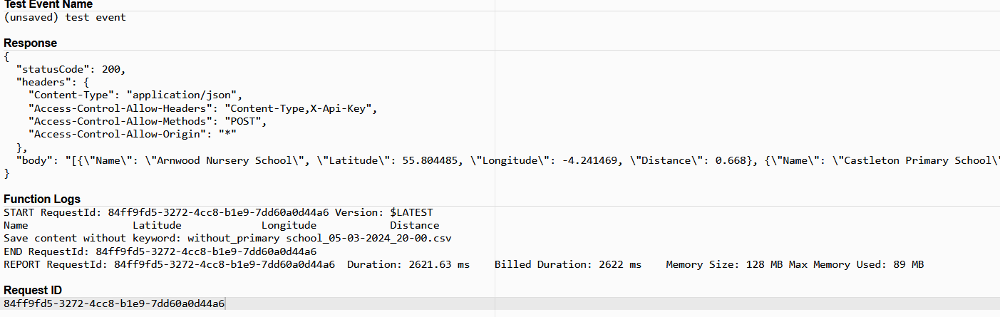 Test Event Name
(unsaved) test event
Response
{
"statusCode": 200,
"headers": {
"Content-Type": "application/json",
"Access-Control-Allow-Headers": "Content-Type,X-Api-Key",
"Access-Control-Allow-Methods": "POST",
"Access-Control-Allow-Origin": "*"
},
"body": "[{\"Name\": \"Arnwood Nursery School\", \"Latitude\": 55.804485, \"Longitude\": -4.241469, \"Distance\": 0.668}, {\"Name\": \"Castleton Primary School\"
}
Function Logs
START RequestId: 84ff9fd5-3272-4cc8-b1e9-7dd60a0d44a6 Version: $LATEST
Name Latitude Longitude Distance
Save content without keyword: without_primary school_05-03-2024_20-00.csv
END RequestId: 84ff9fd5-3272-4cc8-b1e9-7dd60a0d44a6
REPORT RequestId: 84ff9fd5-3272-4cc8-b1e9-7dd60a0d44a6 Duration: 2621.63 ms Billed Duration: 2622 ms Memory Size: 128 MB Max Memory Used: 89 MB
Request ID
84ff9fd5-3272-4cc8-b1e9-7dd60a0d44a6